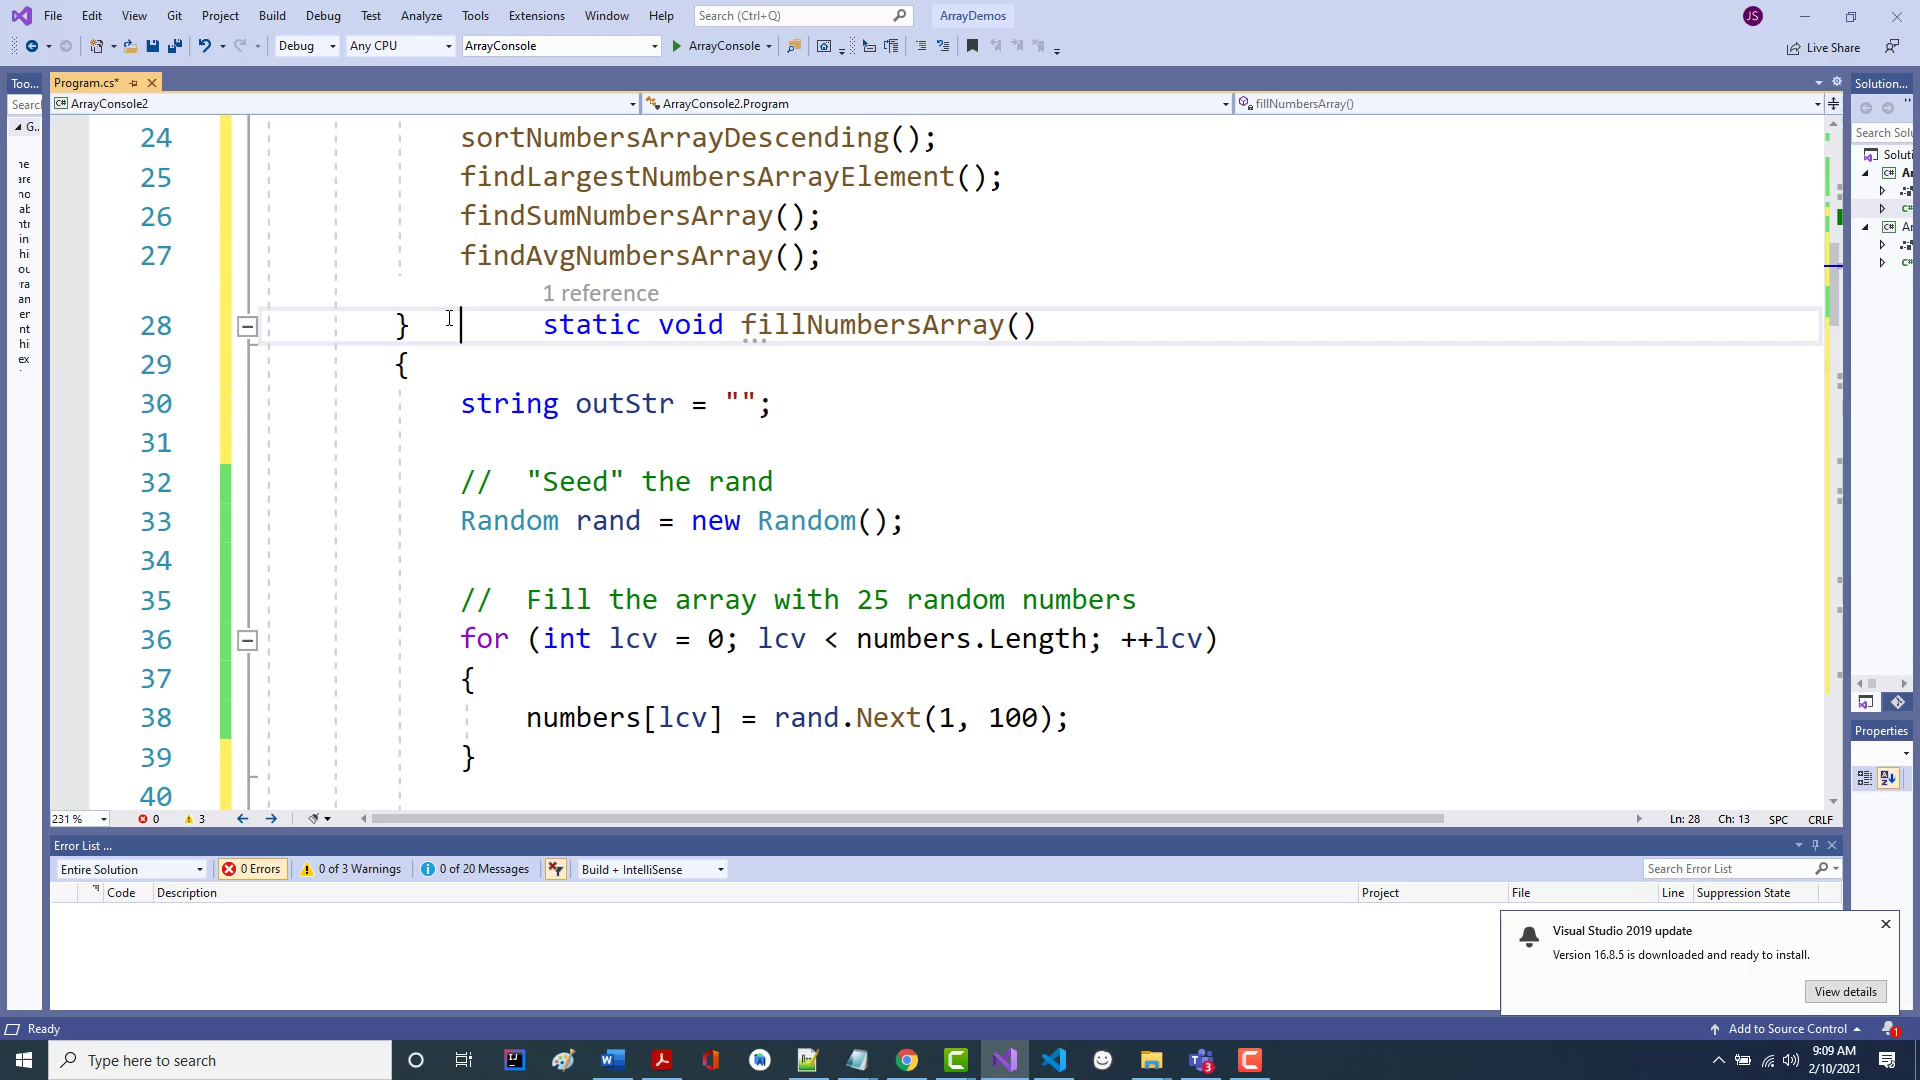 File Edit View Git Project Build Debug Test Analyze Tools Extensions Window Help Search (Ctrl+Q) ArrayDemos JS
Debug Any CPU ArrayConsole ArrayConsole Live Share
Too... Program.cs* Solution...
Searc ArrayConsole2 ArrayConsole2.Program fillNumbersArray()
G.. Search Solu
Soluti
24 sortNumbersArrayDescending();
25 findLargestNumbersArrayElement();
26 findSumNumbersArray();
27 findAvgNumbersArray();
1 reference
28 } static void fillNumbersArray()
29 {
30 string outStr = "";
31
32 // "Seed" the rand
33 Random rand = new Random();
34
35 // Fill the array with 25 random numbers
36 for (int lcv = 0; lcv < numbers.Length; ++lcv)
37 {
38 numbers[lcv] = rand.Next(1, 100);
39 }
40
231 % 0 3 Ln: 28 Ch: 13 SPC CRLF
Properties
Error List ...
Entire Solution 0 Errors 0 of 3 Warnings 0 of 20 Messages Build + IntelliSense Search Error List
Code Description Project File Line Suppression State
Visual Studio 2019 update
Version 16.8.5 is downloaded and ready to install.
View details
Ready Add to Source Control 1
Type here to search
9:09 AM
2/10/2021